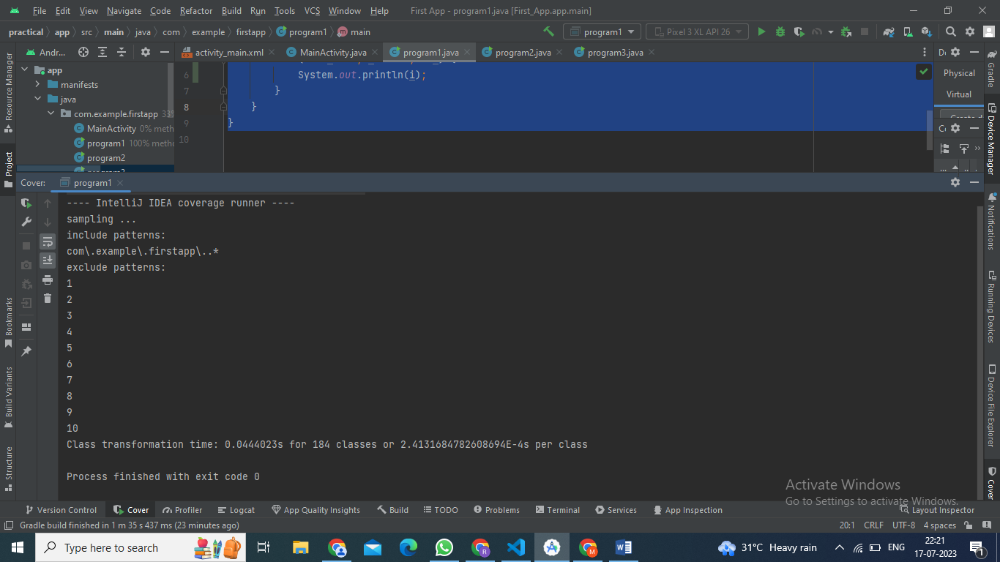 File Edit View Navigate Code Refactor Build Run Tools VCS Window Help First App - program1.java [First_App.app.main]
practical app src main java com example firstapp program1 main program1 Pixel 3 XL API 26
Andr... activity_main.xml MainActivity.java program1.java program2.java program3.java
Resource Manager
Project
Bookmarks
Build Variants
Structure
app
manifests
java
com.example.firstapp 33%
MainActivity 0% meth
program1 100% metho
program2
6 System.out.println(i);
7 }
8 }
9 }
10
Physical
Virtual
Gradle
Device Manager
Notifications
Running Devices
Device File Explorer
Cover
Cover: program1
---- IntelliJ IDEA coverage runner ----
sampling ...
include patterns:
com\.example\.firstapp\..*
exclude patterns:
1
2
3
4
5
6
7
8
9
10
Class transformation time: 0.0444023s for 184 classes or 2.4131684782608694E-4s per class
Process finished with exit code 0
Activate Windows
Go to Settings to activate Windows.
Version Control Cover Profiler Logcat App Quality Insights Build TODO Problems Terminal Services App Inspection Layout Inspector
Gradle build finished in 1 m 35 s 437 ms (23 minutes ago) 20:1 CRLF UTF-8 4 spaces
Type here to search 31°C Heavy rain ENG 22:21
17-07-2023 1